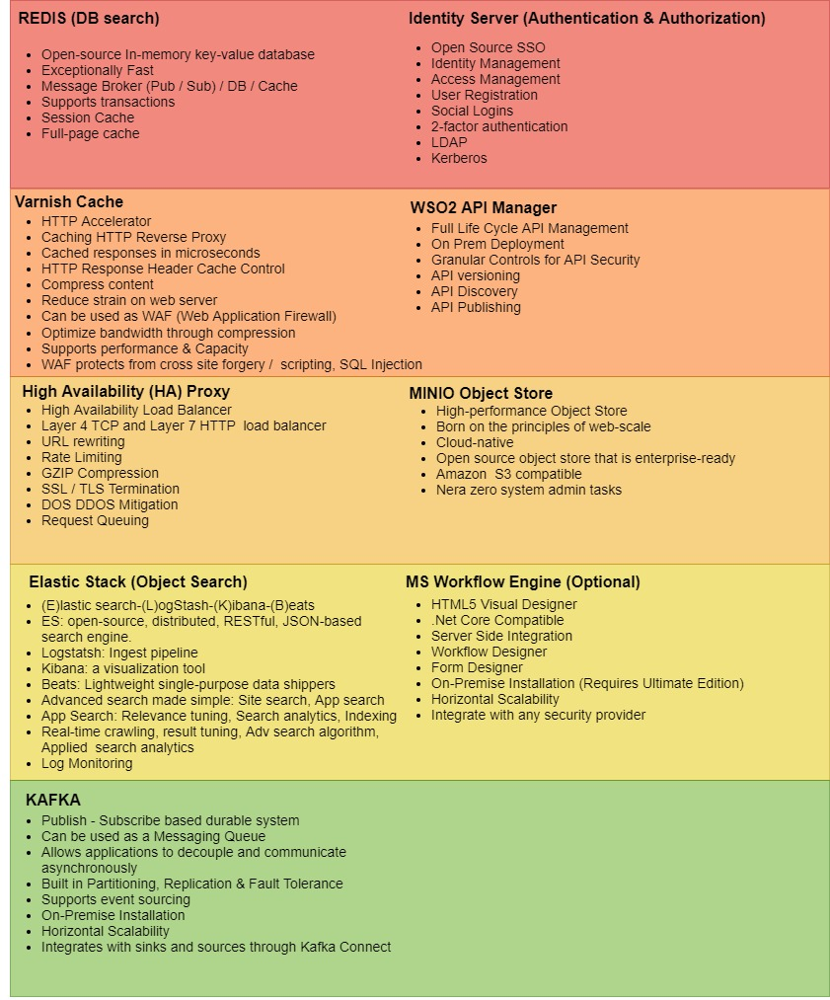 REDIS (DB search)
Open-source In-memory key-value database
Exceptionally Fast
Message Broker (Pub / Sub) / DB / Cache
Supports transactions
Session Cache
Full-page cache
Identity Server (Authentication & Authorization)
Open Source SSO
Identity Management
Access Management
User Registration
Social Logins
2-factor authentication
LDAP
Kerberos
Varnish Cache
HTTP Accelerator
Caching HTTP Reverse Proxy
Cached responses in microseconds
HTTP Response Header Cache Control
Compress content
Reduce strain on web server
Can be used as WAF (Web Application Firewall)
Optimize bandwidth through compression
Supports performance & Capacity
WAF protects from cross site forgery /  scripting, SQL Injection
WSO2 API Manager
Full Life Cycle API Management
On Prem Deployment
Granular Controls for API Security
API versioning
API Discovery
API Publishing
High Availability (HA) Proxy
High Availability Load Balancer
Layer 4 TCP and Layer 7 HTTP  load balancer
URL rewriting
Rate Limiting
GZIP Compression
SSL / TLS Termination
DOS DDOS Mitigation
Request Queuing
MINIO Object Store
High-performance Object Store
Born on the principles of web-scale
Cloud-native
Open source object store that is enterprise-ready
Amazon  S3 compatible
Nera zero system admin tasks
Elastic Stack (Object Search)
(E)lastic search-(L)ogStash-(K)ibana-(B)eats
ES: open-source, distributed, RESTful, JSON-based
search engine.
Logstatsh: Ingest pipeline
Kibana: a visualization tool
Beats: Lightweight single-purpose data shippers
Advanced search made simple: Site search, App search
App Search: Relevance tuning, Search analytics, Indexing
Real-time crawling, result tuning, Adv search algorithm,
Applied  search analytics
Log Monitoring
MS Workflow Engine (Optional)
HTML5 Visual Designer
.Net Core Compatible
Server Side Integration
Workflow Designer
Form Designer
On-Premise Installation (Requires Ultimate Edition)
Horizontal Scalability
Integrate with any security provider
KAFKA
Publish - Subscribe based durable system
Can be used as a Messaging Queue
Allows applications to decouple and communicate
asynchronously
Built in Partitioning, Replication & Fault Tolerance
Supports event sourcing
On-Premise Installation
Horizontal Scalability
Integrates with sinks and sources through Kafka Connect